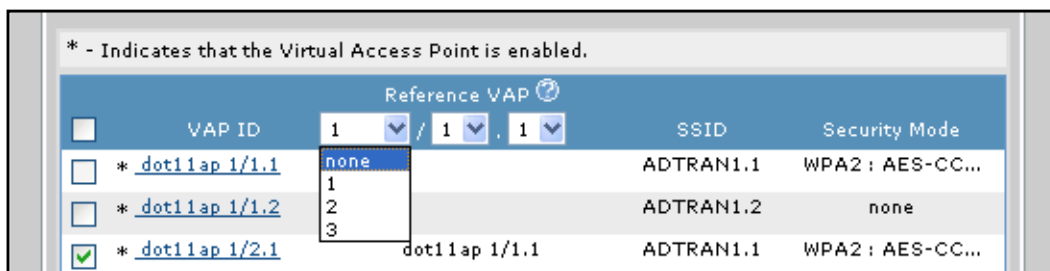 * - Indicates that the Virtual Access Point is enabled.
Reference VAP ?
VAP ID 1 / 1 . 1 SSID Security Mode
* dot11ap 1/1.1 none ADTRAN1.1 WPA2 : AES-CC...
1
* dot11ap 1/1.2 2 ADTRAN1.2 none
3
* dot11ap 1/2.1 dot11ap 1/1.1 ADTRAN1.1 WPA2 : AES-CC...